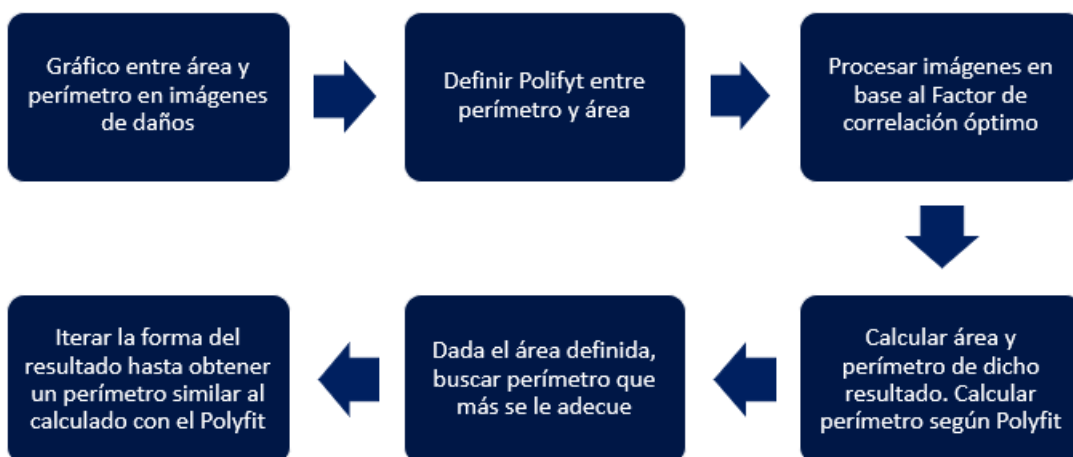 Gráfico entre área y
perímetro en imágenes
de daños
Definir Polifyt entre
perímetro y área
Procesar imágenes en
base al Factor de
correlación óptimo
Calcular área y
perímetro de dicho
resultado. Calcular
perímetro según Polyfit
Dada el área definida,
buscar perímetro que
más se le adecue
Iterar la forma del
resultado hasta obtener
un perímetro similar al
calculado con el Polyfit